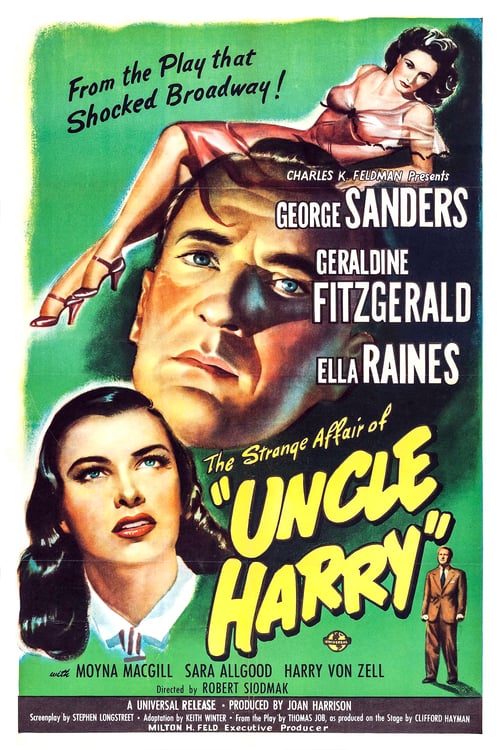 From the Play that
Shocked Broadway!
CHARLES K. FELDMAN Presents
GEORGE SANDERS
GERALDINE
FITZGERALD
ELLA RAINES
The Strange Affair of
"UNCLE
HARRY"
UNIVERSAL
with MOYNA MACGILL SARA ALLGOOD HARRY VON ZELL
Directed by ROBERT SIODMAK
A UNIVERSAL RELEASE • PRODUCED BY JOAN HARRISON
Screenplay by STEPHEN LONGSTREET • Adaptation by KEITH WINTER • From the Play by THOMAS JOB, as produced on the Stage by CLIFFORD HAYMAN
MILTON H. FELD Executive Producer